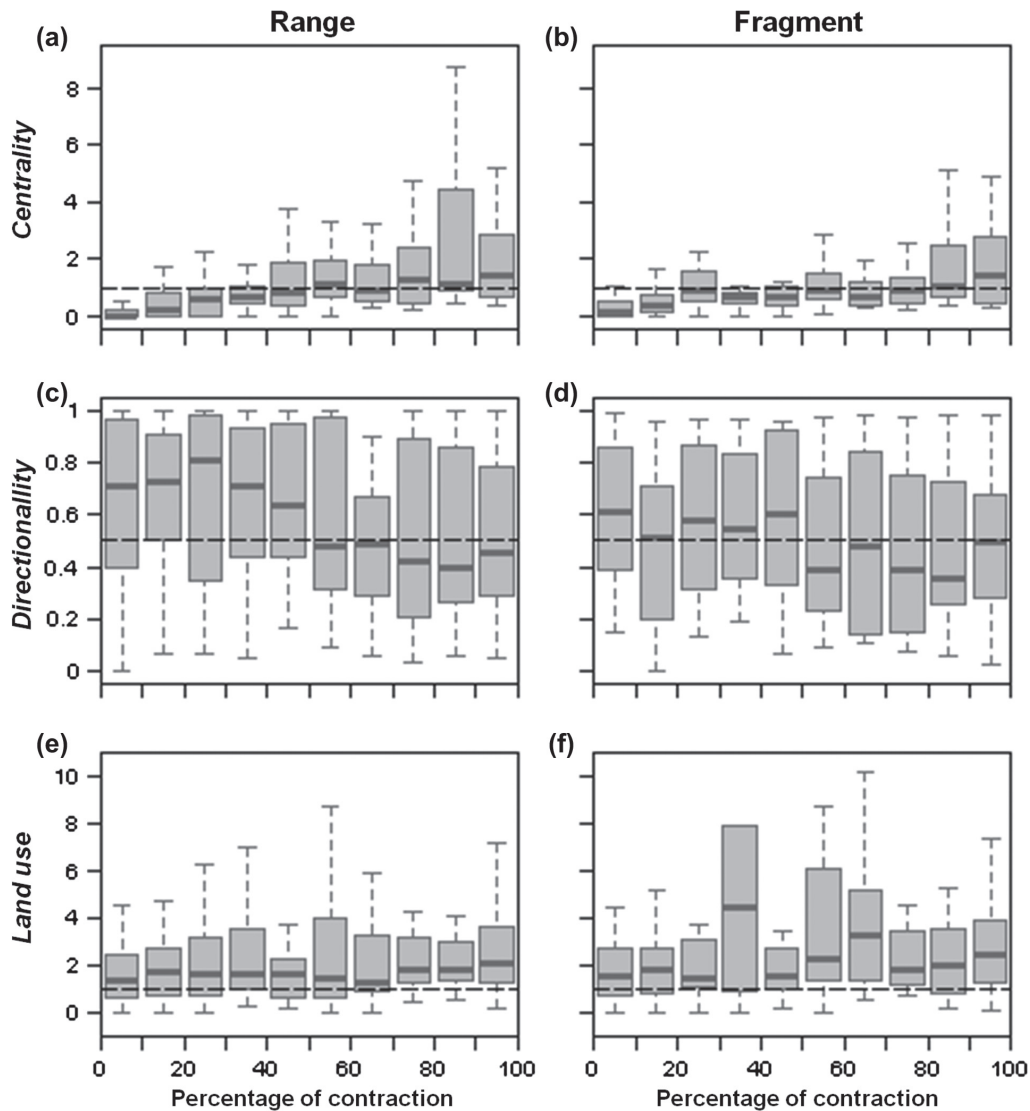 Range
Fragment
(a)
(b)
Centrality
8
6
4
2
0
(c)
(d)
Directionallity
1
0.8
0.6
0.4
0.2
0
(e)
(f)
Land use
10
8
6
4
2
0
0 20 40 60 80 100
0 20 40 60 80 100
Percentage of contraction
Percentage of contraction